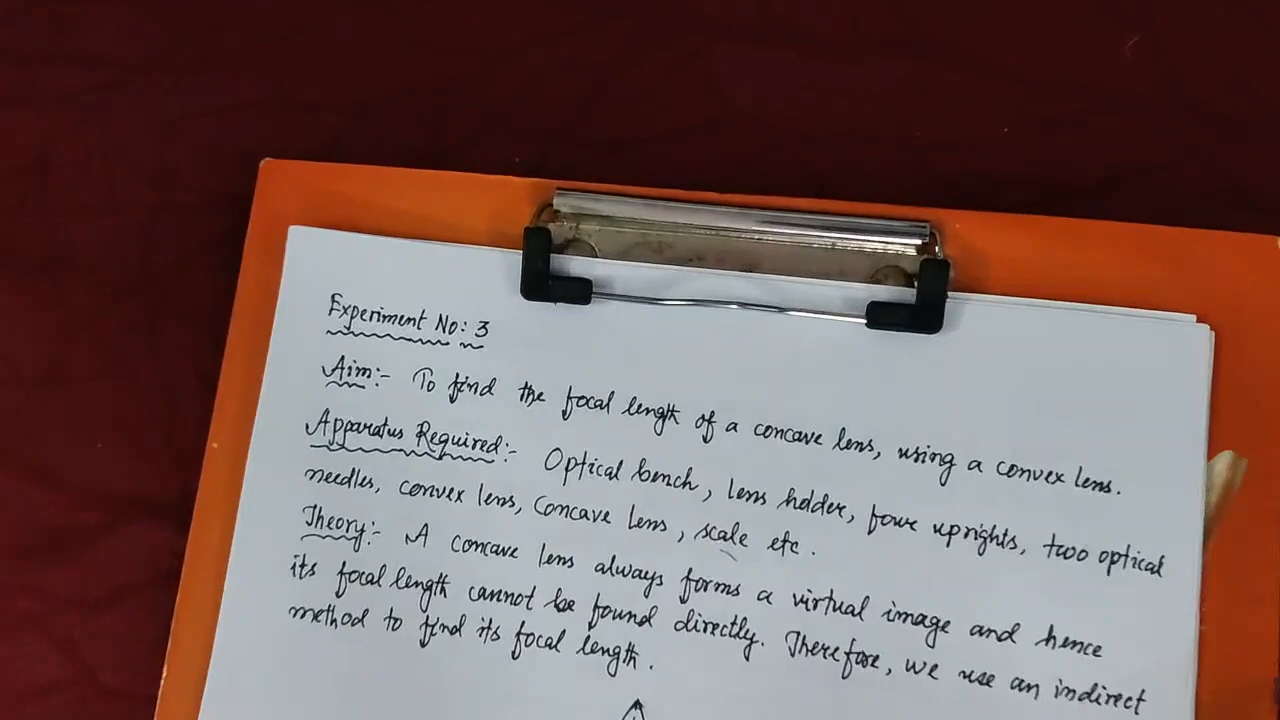 Experiment No: 3
Aim:- To find the focal length of a concave lens, using a convex lens.
Apparatus Required:- Optical bench, lens holder, four uprights, two optical
needles, convex lens, Concave lens, scale etc.
Theory:- A concave lens always forms a virtual image and hence
its focal length cannot be found directly. Therefore, we use an indirect
method to find its focal length.